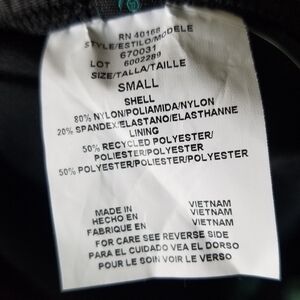 RN 40168
STYLE/ESTILO/MODÈLE
670031
LOT 6002289
SIZE/TALLA/TAILLE
SMALL
SHELL
80% NYLON/POLIAMIDA/NYLON
20% SPANDEX/ELASTANO/ELASTHANNE
LINING
50% RECYCLED POLYESTER/
POLIESTER/POLYESTER
50% POLYESTER/POLIESTER/POLYESTER
MADE IN VIETNAM
HECHO EN VIETNAM
FABRIQUE EN VIETNAM
FOR CARE SEE REVERSE SIDE
PARA EL CUIDADO VEA EL DORSO
POUR LE SOIN VOIR LE DOS